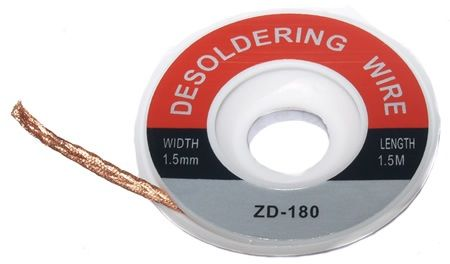 DESOLDERING WIRE
WIDTH
1.5mm
LENGTH
1.5M
ZD-180